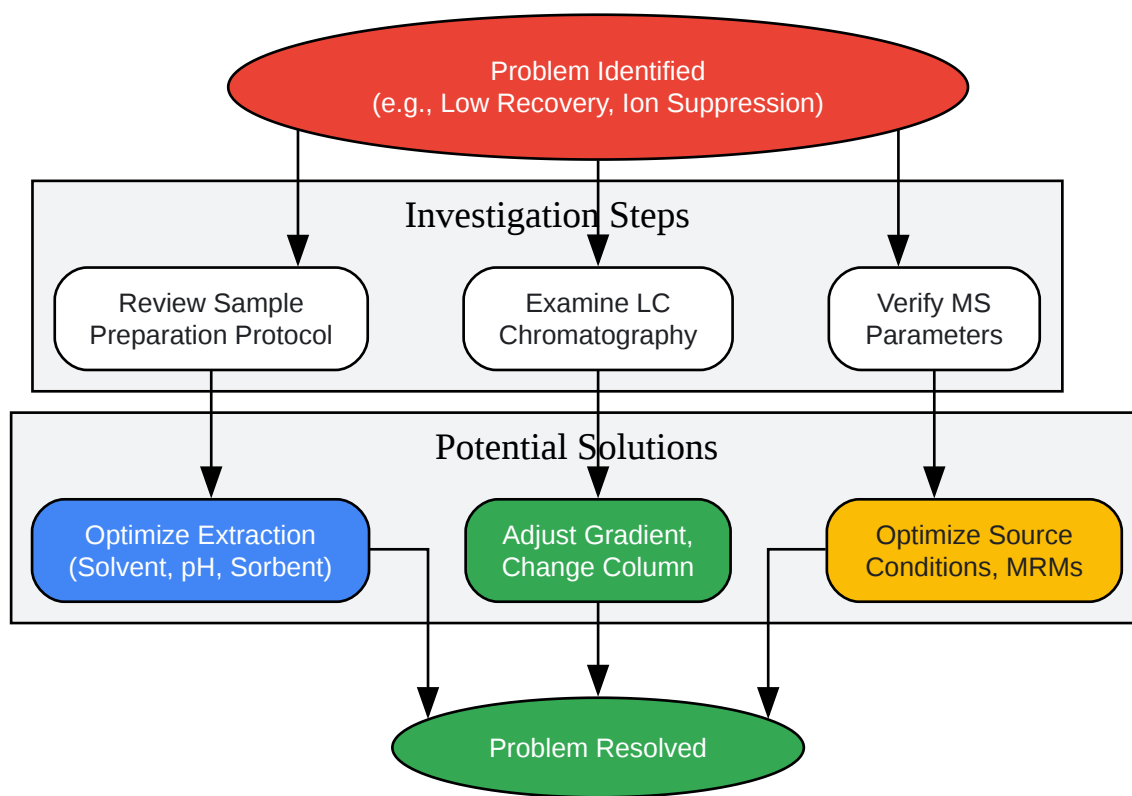 Problem Identified
(e.g., Low Recovery, Ion Suppression)
Investigation Steps
Review Sample
Preparation Protocol
Examine LC
Chromatography
Verify MS
Parameters
Potential Solutions
Optimize Extraction
(Solvent, pH, Sorbent)
Adjust Gradient,
Change Column
Optimize Source
Conditions, MRMs
Problem Resolved